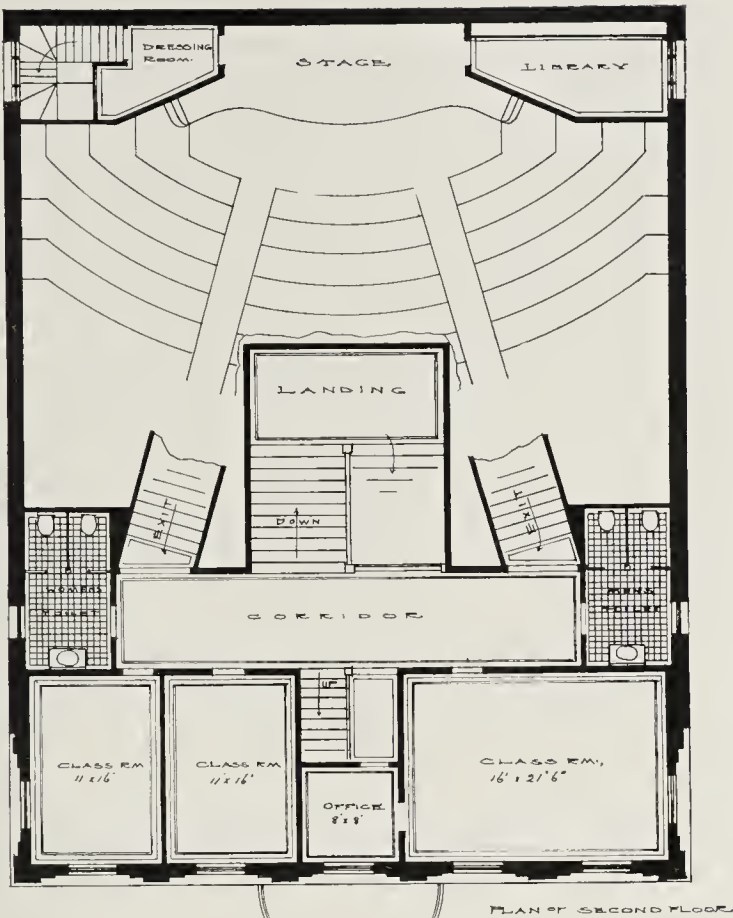 DRESSING
ROOM.
STAGE
LIBRARY
LANDING
EXIT
DOWN
EXIT
WOMENS
TOILET
MENS
TOILET
CORRIDOR
UP
CLASS RM
11 x 16'
CLASS RM
11' x 16'
OFFICE
8' x 8'
CLASS RM.,
16' x 21' 6"
PLAN OF SECOND FLOOR